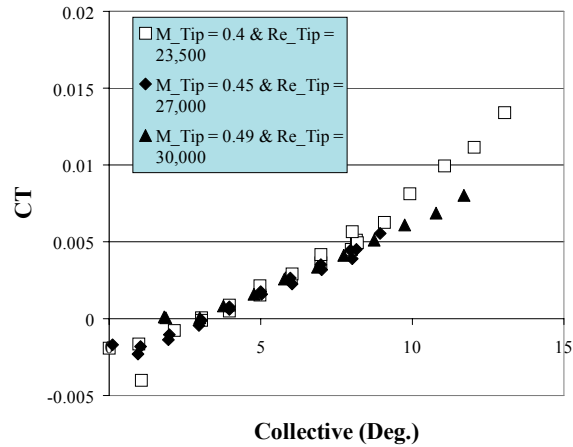 0.02
0.015
0.01
0.005
0
-0.005
CT
M_Tip = 0.4 & Re_Tip =
23,500
M_Tip = 0.45 & Re_Tip =
27,000
M_Tip = 0.49 & Re_Tip =
30,000
5
10
15
Collective (Deg.)